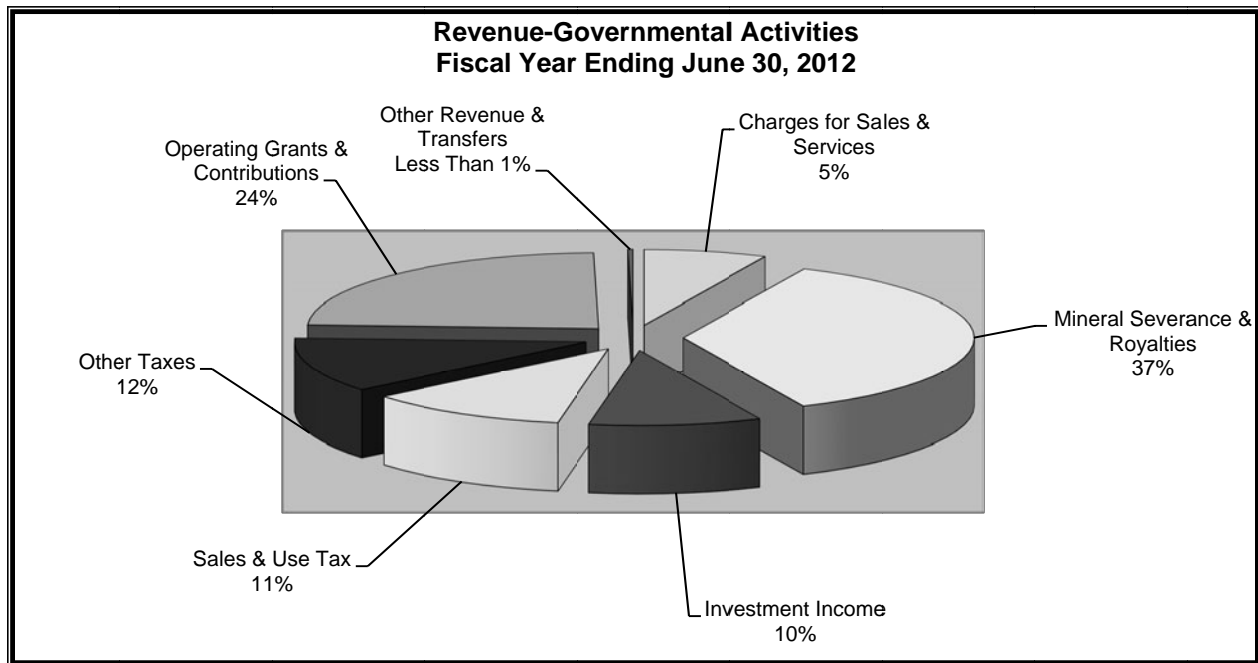 Revenue-Governmental Activities
Fiscal Year Ending June 30, 2012
Other Revenue &
Transfers
Less Than 1%
Charges for Sales &
Services
5%
Operating Grants &
Contributions
24%
Mineral Severance &
Royalties
37%
Other Taxes
12%
Sales & Use Tax
11%
Investment Income
10%